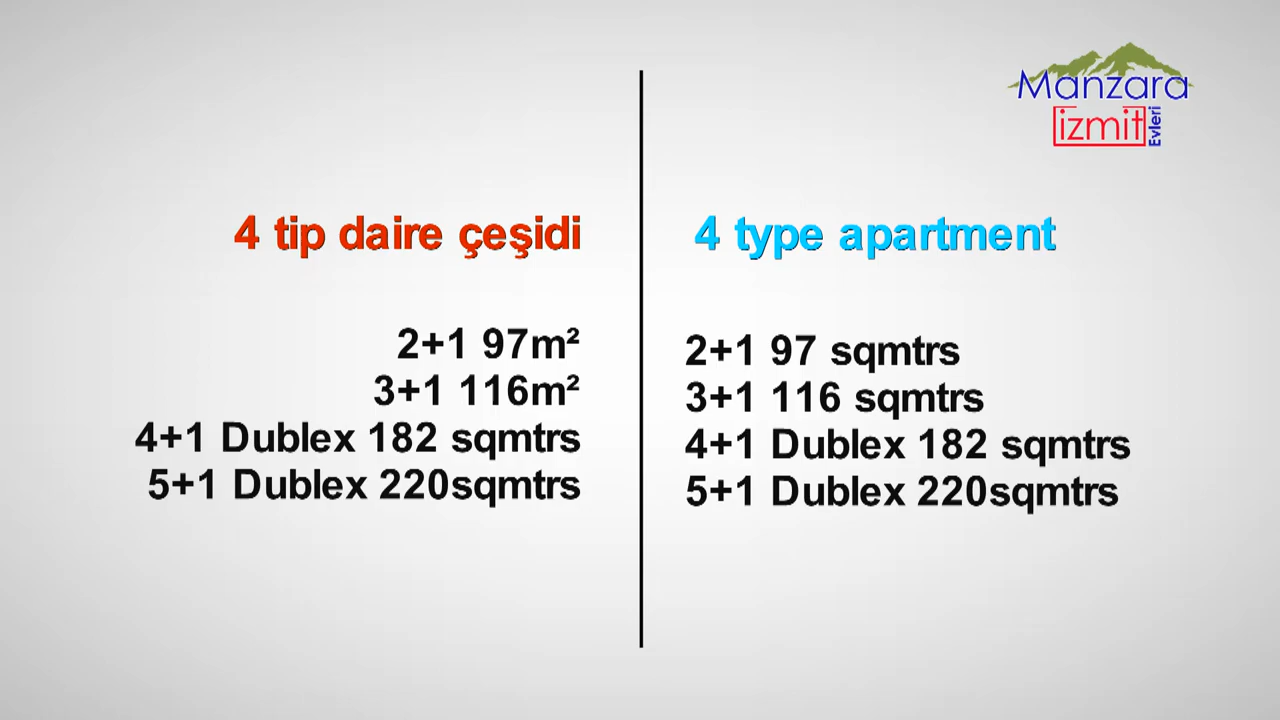 Manzara
izmit
Evleri
4 tip daire çeşidi
2+1 97m²
3+1 116m²
4+1 Dublex 182 sqmtrs
5+1 Dublex 220sqmtrs
4 type apartment
2+1 97 sqmtrs
3+1 116 sqmtrs
4+1 Dublex 182 sqmtrs
5+1 Dublex 220sqmtrs